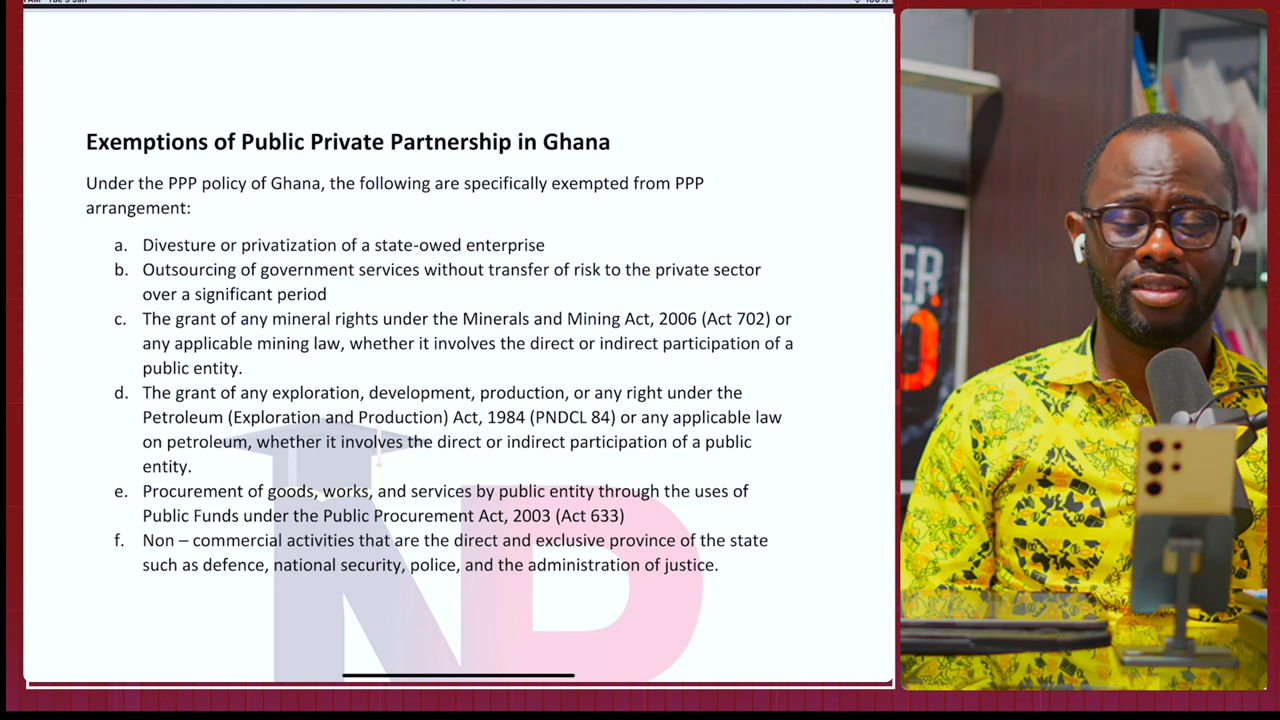 Exemptions of Public Private Partnership in Ghana
Under the PPP policy of Ghana, the following are specifically exempted from PPP
arrangement:
a. Divesture or privatization of a state-owed enterprise
b. Outsourcing of government services without transfer of risk to the private sector
over a significant period
c. The grant of any mineral rights under the Minerals and Mining Act, 2006 (Act 702) or
any applicable mining law, whether it involves the direct or indirect participation of a
public entity.
d. The grant of any exploration, development, production, or any right under the
Petroleum (Exploration and Production) Act, 1984 (PNDCL 84) or any applicable law
on petroleum, whether it involves the direct or indirect participation of a public
entity.
e. Procurement of goods, works, and services by public entity through the uses of
Public Funds under the Public Procurement Act, 2003 (Act 633)
f. Non – commercial activities that are the direct and exclusive province of the state
such as defence, national security, police, and the administration of justice.